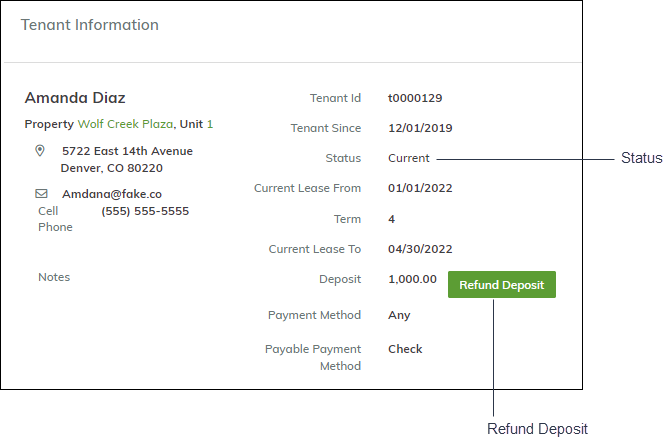 Tenant Information
Amanda Diaz
Property Wolf Creek Plaza, Unit 1
5722 East 14th Avenue
Denver, CO 80220
Amdana@fake.co
Cell Phone (555) 555-5555
Notes
Tenant Id t0000129
Tenant Since 12/01/2019
Status Current
Status
Current Lease From 01/01/2022
Term 4
Current Lease To 04/30/2022
Deposit 1,000.00 Refund Deposit
Payment Method Any
Payable Payment Method Check
Refund Deposit